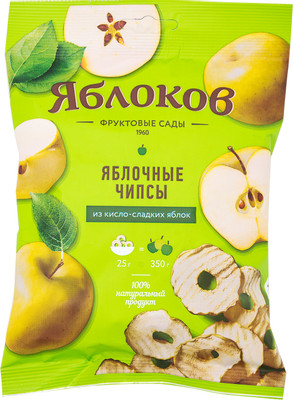 Яблоков
ФРУКТОВЫЕ САДЫ
1960
ЯБЛОЧНЫЕ
ЧИПСЫ
из кисло-сладких яблок
25 г = 350 г
100%
натуральный
продукт